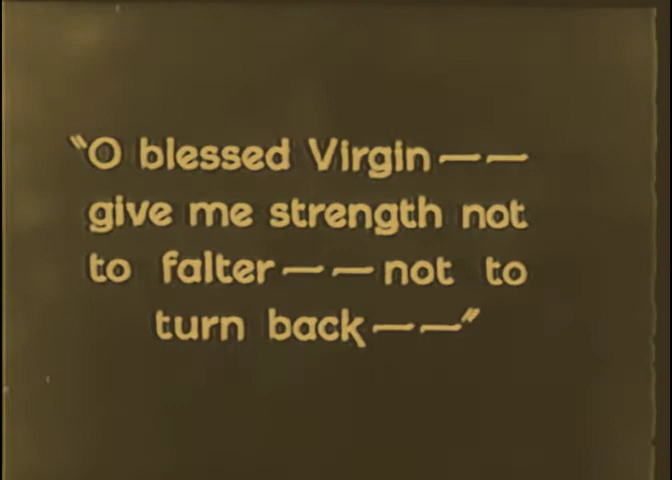 "O blessed Virgin——
give me strength not
to falter——not to
turn back——"